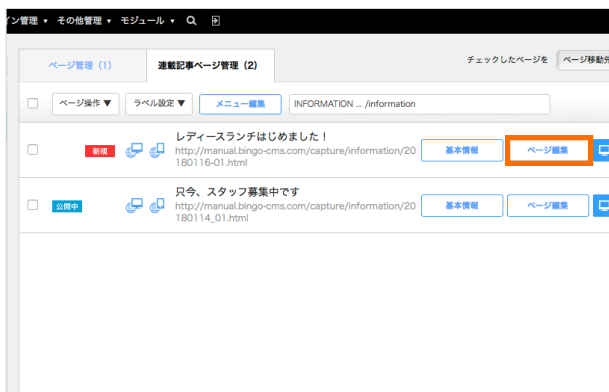 イン管理 ▼ その他管理 ▼ モジュール ▼
ページ管理（1） 連載記事ページ管理（2） チェックしたページを ページ移動先
ページ操作 ▼ ラベル設定 ▼ メニュー編集 INFORMATION ... /information
レディースランチはじめました！
新規 http://manual.bingo-cms.com/capture/information/20 基本情報 ページ編集
180116-01.html
只今、スタッフ募集中です
公開中 http://manual.bingo-cms.com/capture/information/20 基本情報 ページ編集
180114_01.html